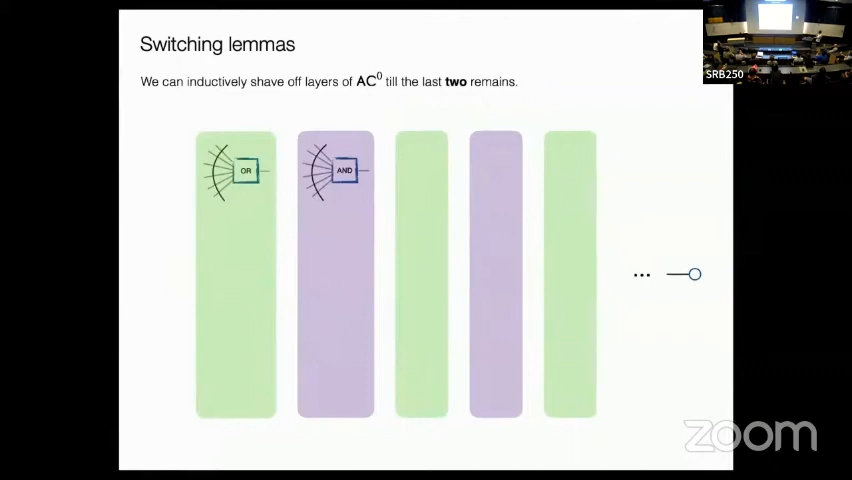 Switching lemmas
We can inductively shave off layers of AC⁰ till the last two remains.
OR
AND
...
SRB250
zoom